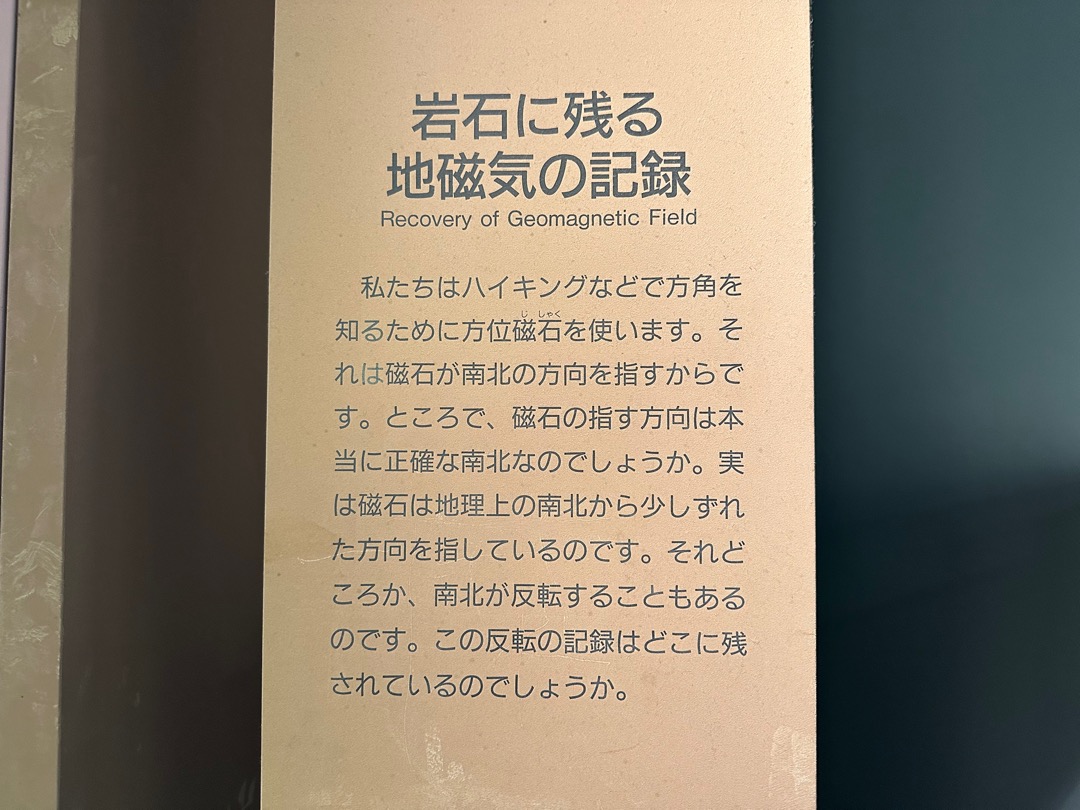 岩石に残る
地磁気の記録
Recovery of Geomagnetic Field
私たちはハイキングなどで方角を
じ しゃく
知るために方位磁石を使います。そ
れは磁石が南北の方向を指すからで
す。ところで、磁石の指す方向は本
当に正確な南北なのでしょうか。実
は磁石は地理上の南北から少しずれ
た方向を指しているのです。それど
ころか、南北が反転することもある
のです。この反転の記録はどこに残
されているのでしょうか。